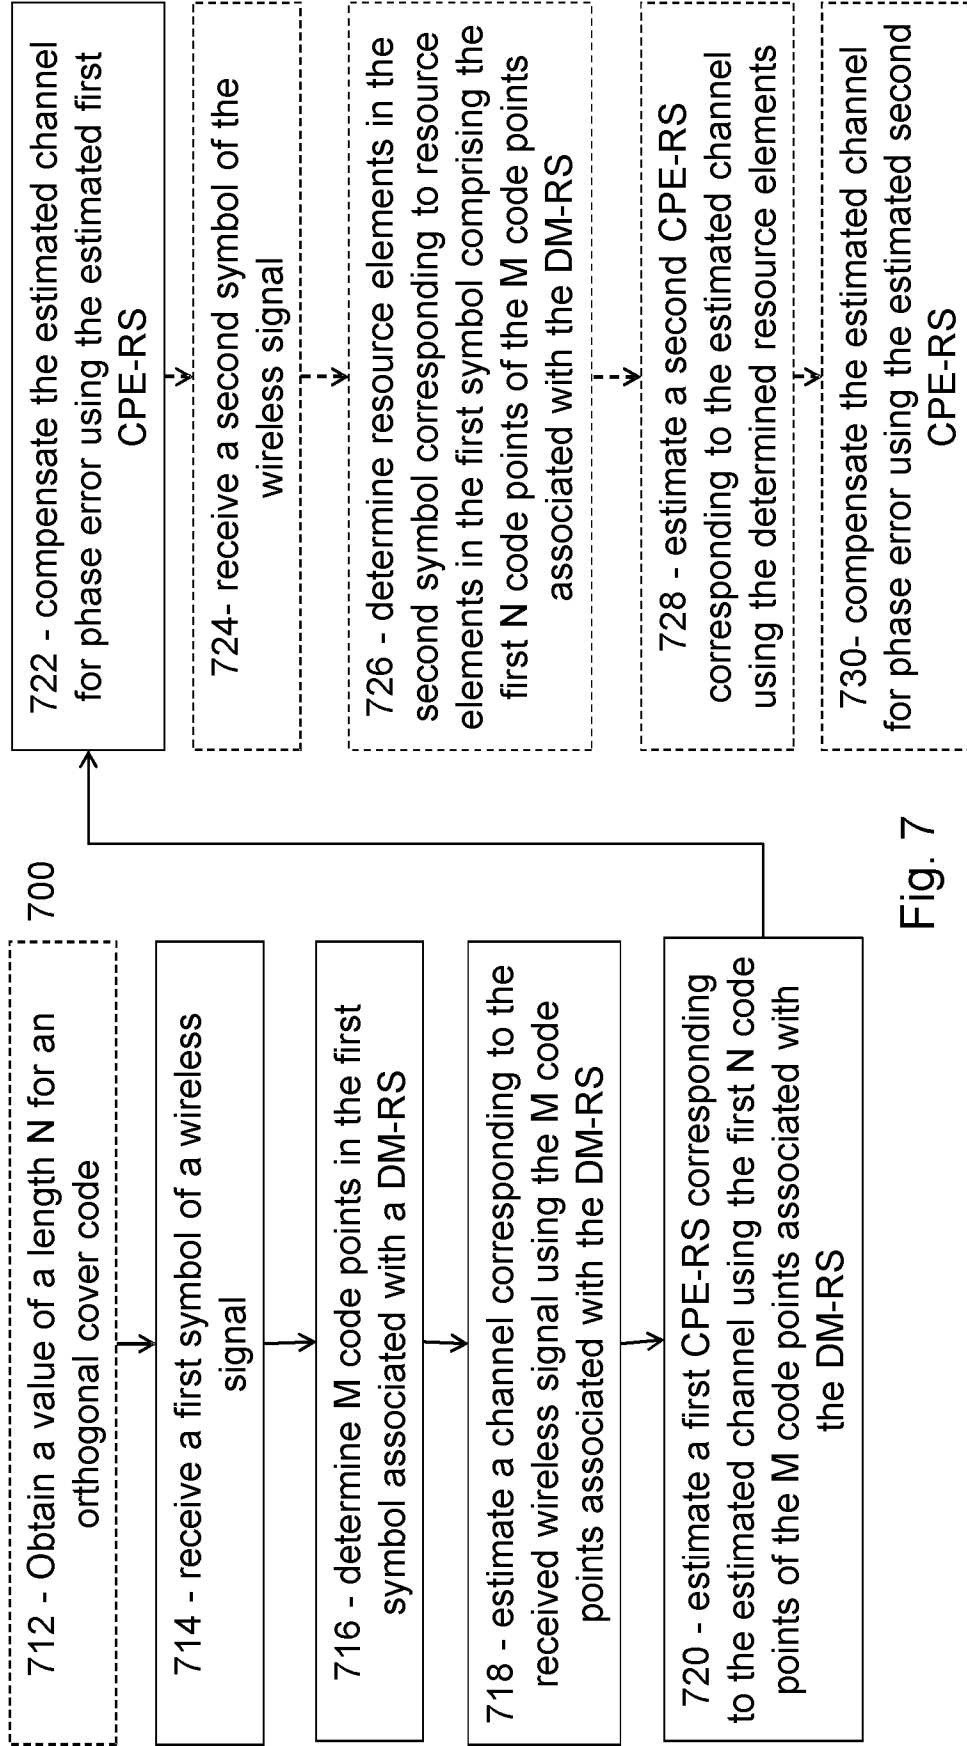 700
712 - Obtain a value of a length N for an
orthogonal cover code
714 - receive a first symbol of a wireless
signal
716 - determine M code points in the first
symbol associated with a DM-RS
718 - estimate a channel corresponding to the
received wireless signal using the M code
points associated with the DM-RS
720 - estimate a first CPE-RS corresponding
to the estimated channel using the first N code
points of the M code points associated with
the DM-RS
722 - compensate the estimated channel
for phase error using the estimated first
CPE-RS
724- receive a second symbol of the
wireless signal
726 - determine resource elements in the
second symbol corresponding to resource
elements in the first symbol comprising the
first N code points of the M code points
associated with the DM-RS
728 - estimate a second CPE-RS
corresponding to the estimated channel
using the determined resource elements
730- compensate the estimated channel
for phase error using the estimated second
CPE-RS
Fig. 7